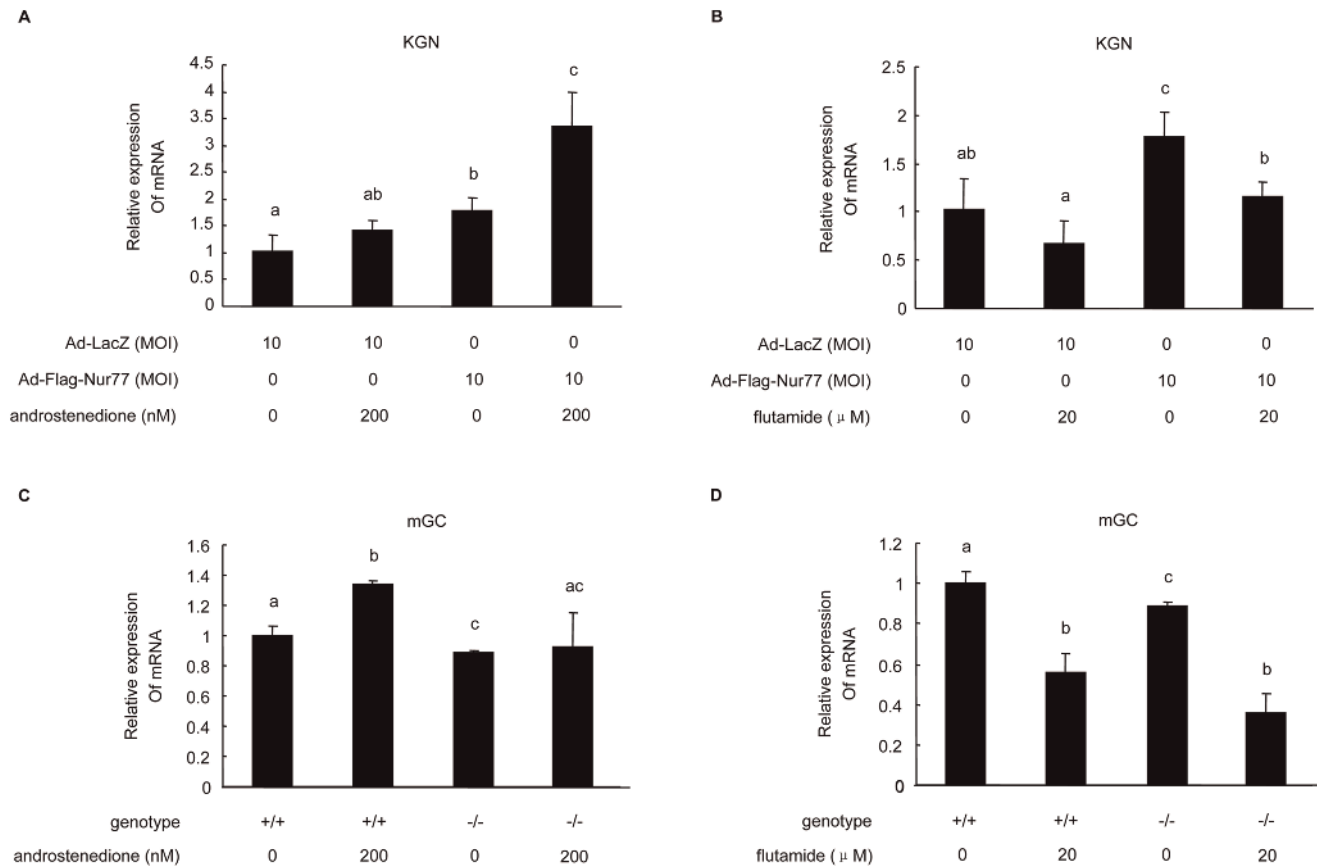 A
KGN
Relative expression
Of mRNA
4.5
4
3.5
3
2.5
2
1.5
1
0.5
0
a
ab
b
c
Ad-LacZ (MOI) 10 10 0 0
Ad-Flag-Nur77 (MOI) 0 0 10 10
androstenedione (nM) 0 200 0 200
B
KGN
Relative expression
Of mRNA
2.5
2
1.5
1
0.5
0
ab
a
c
b
Ad-LacZ (MOI) 10 10 0 0
Ad-Flag-Nur77 (MOI) 0 0 10 10
flutamide ( μ M) 0 20 0 20
C
mGC
Relative expression
Of mRNA
1.6
1.4
1.2
1
0.8
0.6
0.4
0.2
0
a
b
c
ac
genotype +/+ +/+ -/- -/-
androstenedione (nM) 0 200 0 200
D
mGC
Relative expression
Of mRNA
1.2
1
0.8
0.6
0.4
0.2
0
a
b
c
b
genotype +/+ +/+ -/- -/-
flutamide ( μ M) 0 20 0 20